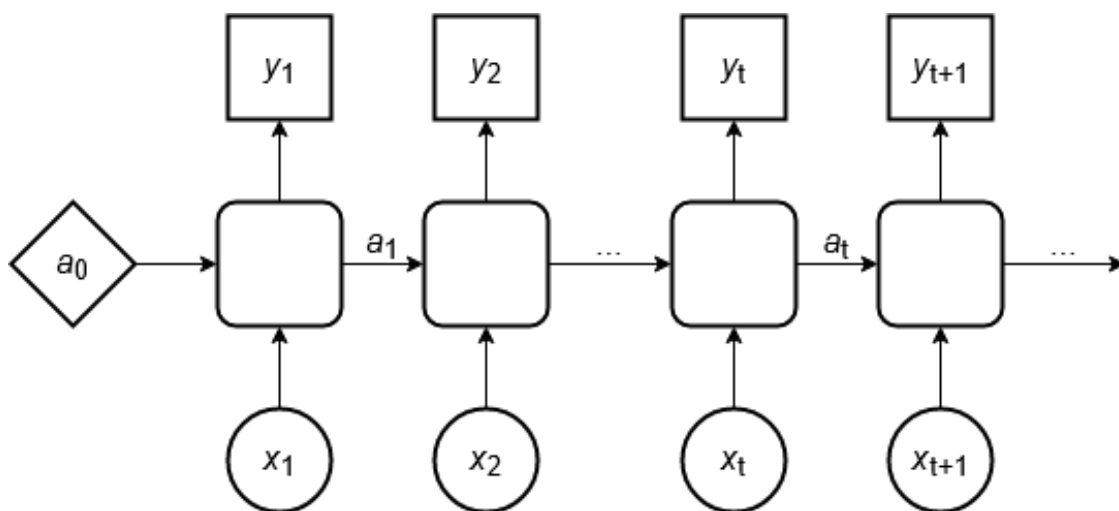 y1 y2 yt yt+1
a0 a1 ... at ...
x1 x2 xt xt+1